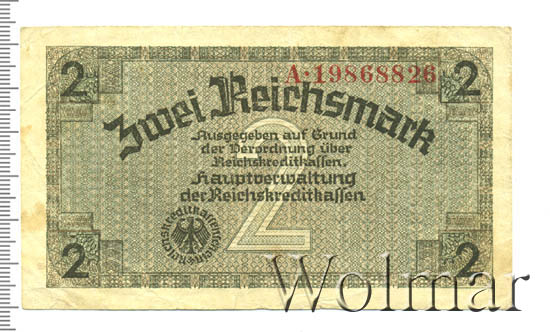 2 2
A·19868826
Zwei Reichsmark
Ausgegeben auf Grund
der Verordnung über
Reichskreditkassen.
Hauptverwaltung
der Reichskreditkassen
2
2 2
Wolmar